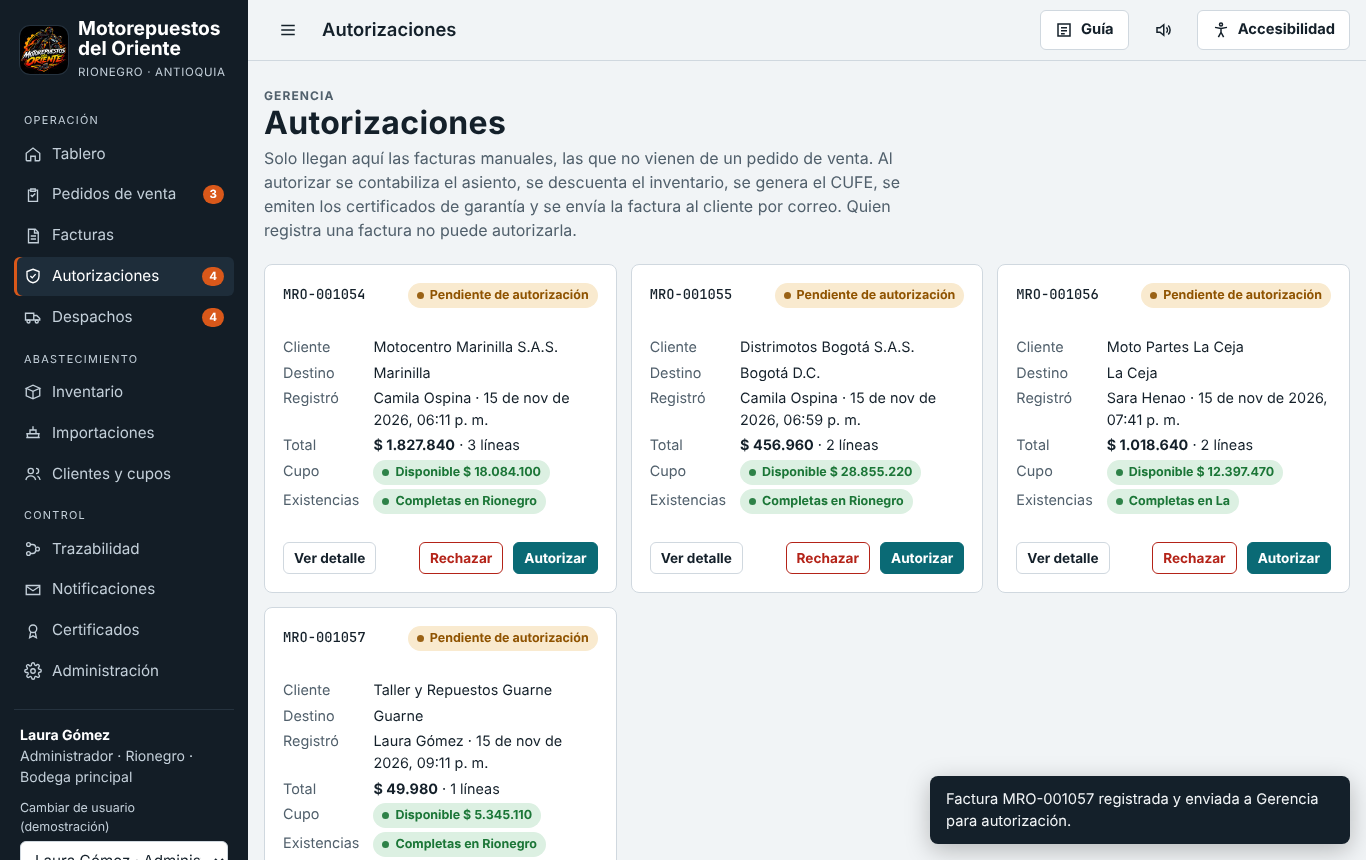 Motorepuestos
del Oriente
RIONEGRO · ANTIOQUIA
OPERACIÓN
Tablero
Pedidos de venta 3
Facturas
Autorizaciones 4
Despachos 4
ABASTECIMIENTO
Inventario
Importaciones
Clientes y cupos
CONTROL
Trazabilidad
Notificaciones
Certificados
Administración
Laura Gómez
Administrador · Rionegro ·
Bodega principal
Cambiar de usuario
(demostración)
Laura Gómez · Adminis
Autorizaciones
Guía
Accesibilidad
GERENCIA
Autorizaciones
Solo llegan aquí las facturas manuales, las que no vienen de un pedido de venta. Al
autorizar se contabiliza el asiento, se descuenta el inventario, se genera el CUFE, se
emiten los certificados de garantía y se envía la factura al cliente por correo. Quien
registra una factura no puede autorizarla.
MRO-001054 Pendiente de autorización
Cliente Motocentro Marinilla S.A.S.
Destino Marinilla
Registró Camila Ospina · 15 de nov de
2026, 06:11 p. m.
Total $ 1.827.840 · 3 líneas
Cupo Disponible $ 18.084.100
Existencias Completas en Rionegro
Ver detalle Rechazar Autorizar
MRO-001055 Pendiente de autorización
Cliente Distrimotos Bogotá S.A.S.
Destino Bogotá D.C.
Registró Camila Ospina · 15 de nov de
2026, 06:59 p. m.
Total $ 456.960 · 2 líneas
Cupo Disponible $ 28.855.220
Existencias Completas en Rionegro
Ver detalle Rechazar Autorizar
MRO-001056 Pendiente de autorización
Cliente Moto Partes La Ceja
Destino La Ceja
Registró Sara Henao · 15 de nov de 2026,
07:41 p. m.
Total $ 1.018.640 · 2 líneas
Cupo Disponible $ 12.397.470
Existencias Completas en La
Ver detalle Rechazar Autorizar
MRO-001057 Pendiente de autorización
Cliente Taller y Repuestos Guarne
Destino Guarne
Registró Laura Gómez · 15 de nov de
2026, 09:11 p. m.
Total $ 49.980 · 1 líneas
Cupo Disponible $ 5.345.110
Existencias Completas en Rionegro
Factura MRO-001057 registrada y enviada a Gerencia
para autorización.